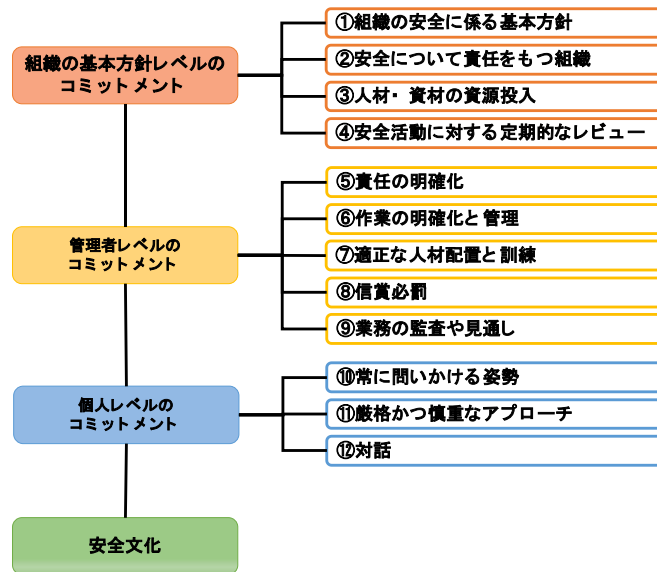 組織の基本方針レベルの
コミットメント
①組織の安全に係る基本方針
②安全について責任をもつ組織
③人材・資材の資源投入
④安全活動に対する定期的なレビュー
管理者レベルの
コミットメント
⑤責任の明確化
⑥作業の明確化と管理
⑦適正な人材配置と訓練
⑧信賞必罰
⑨業務の監査や見通し
個人レベルの
コミットメント
⑩常に問いかける姿勢
⑪厳格かつ慎重なアプローチ
⑫対話
安全文化